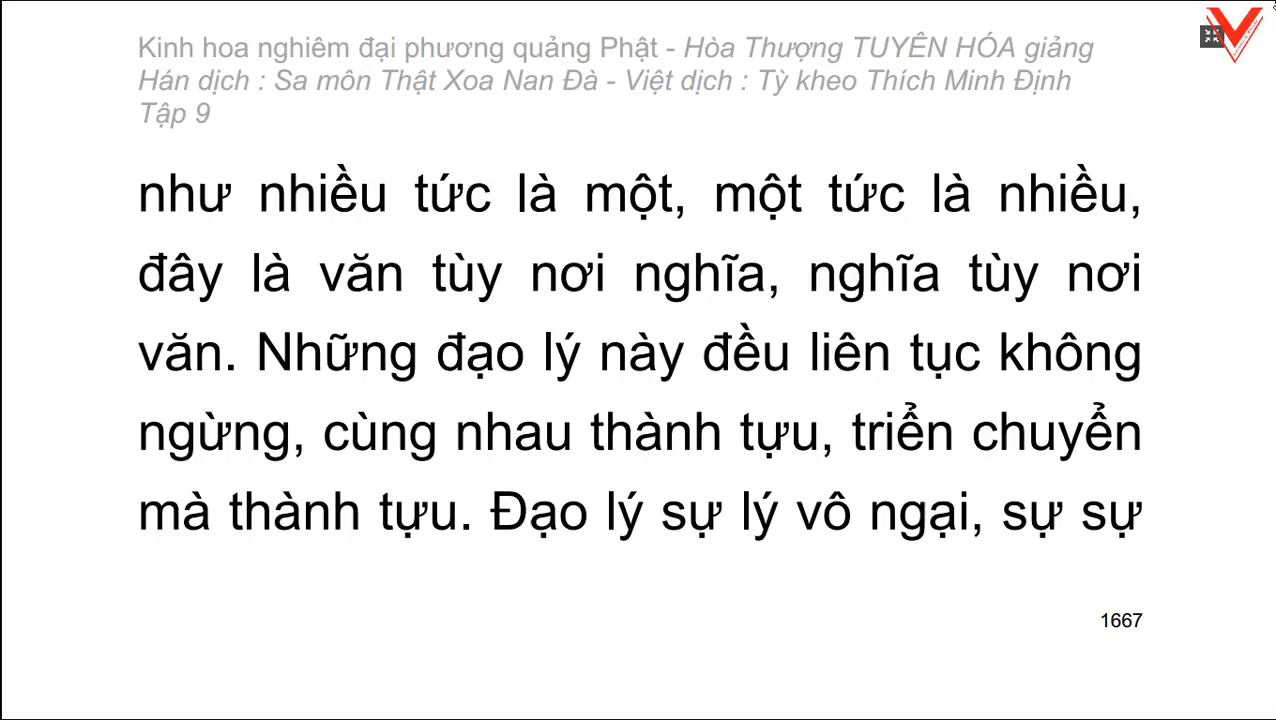 Kinh hoa nghiêm đại phương quảng Phật - Hòa Thượng TUYÊN HÓA giảng
Hán dịch : Sa môn Thật Xoa Nan Đà - Việt dịch : Tỳ kheo Thích Minh Định
Tập 9
như nhiều tức là một, một tức là nhiều,
đây là văn tùy nơi nghĩa, nghĩa tùy nơi
văn. Những đạo lý này đều liên tục không
ngừng, cùng nhau thành tựu, triển chuyển
mà thành tựu. Đạo lý sự lý vô ngại, sự sự
1667